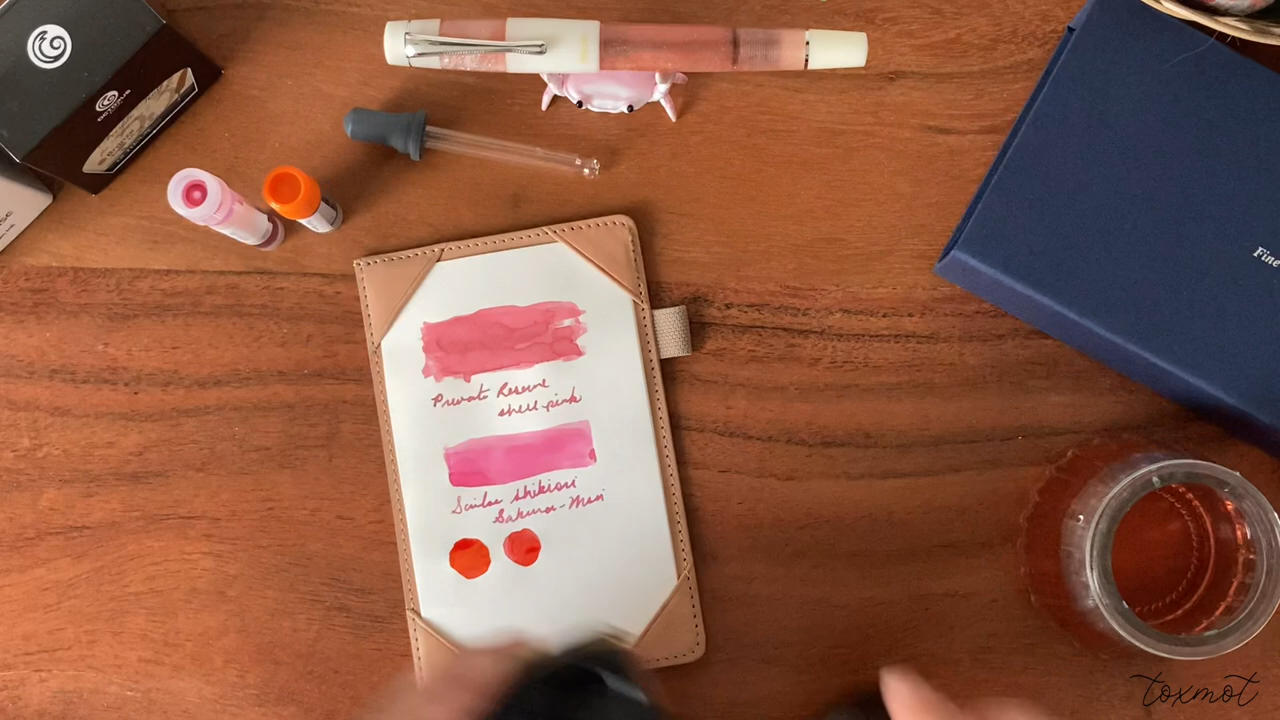 Fine
Private Reserve
shell-pink
Sailor Shikiori
Sakura-Mori
toxmot